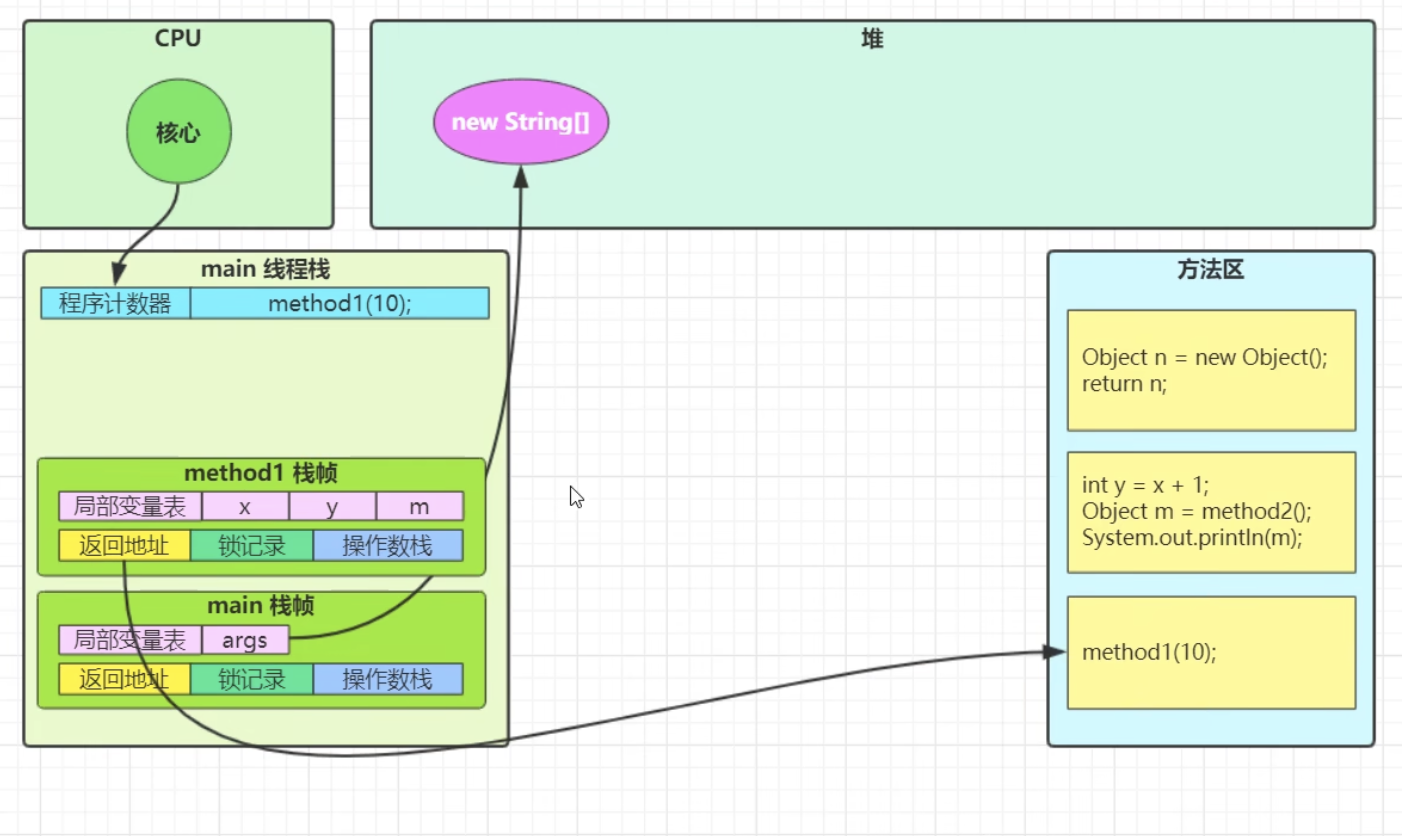 CPU
核心
堆
new String[]
main 线程栈
程序计数器 method1(10);
method1 栈帧
局部变量表 x y m
返回地址 锁记录 操作数栈
main 栈帧
局部变量表 args
返回地址 锁记录 操作数栈
方法区
Object n = new Object();
return n;
int y = x + 1;
Object m = method2();
System.out.println(m);
method1(10);